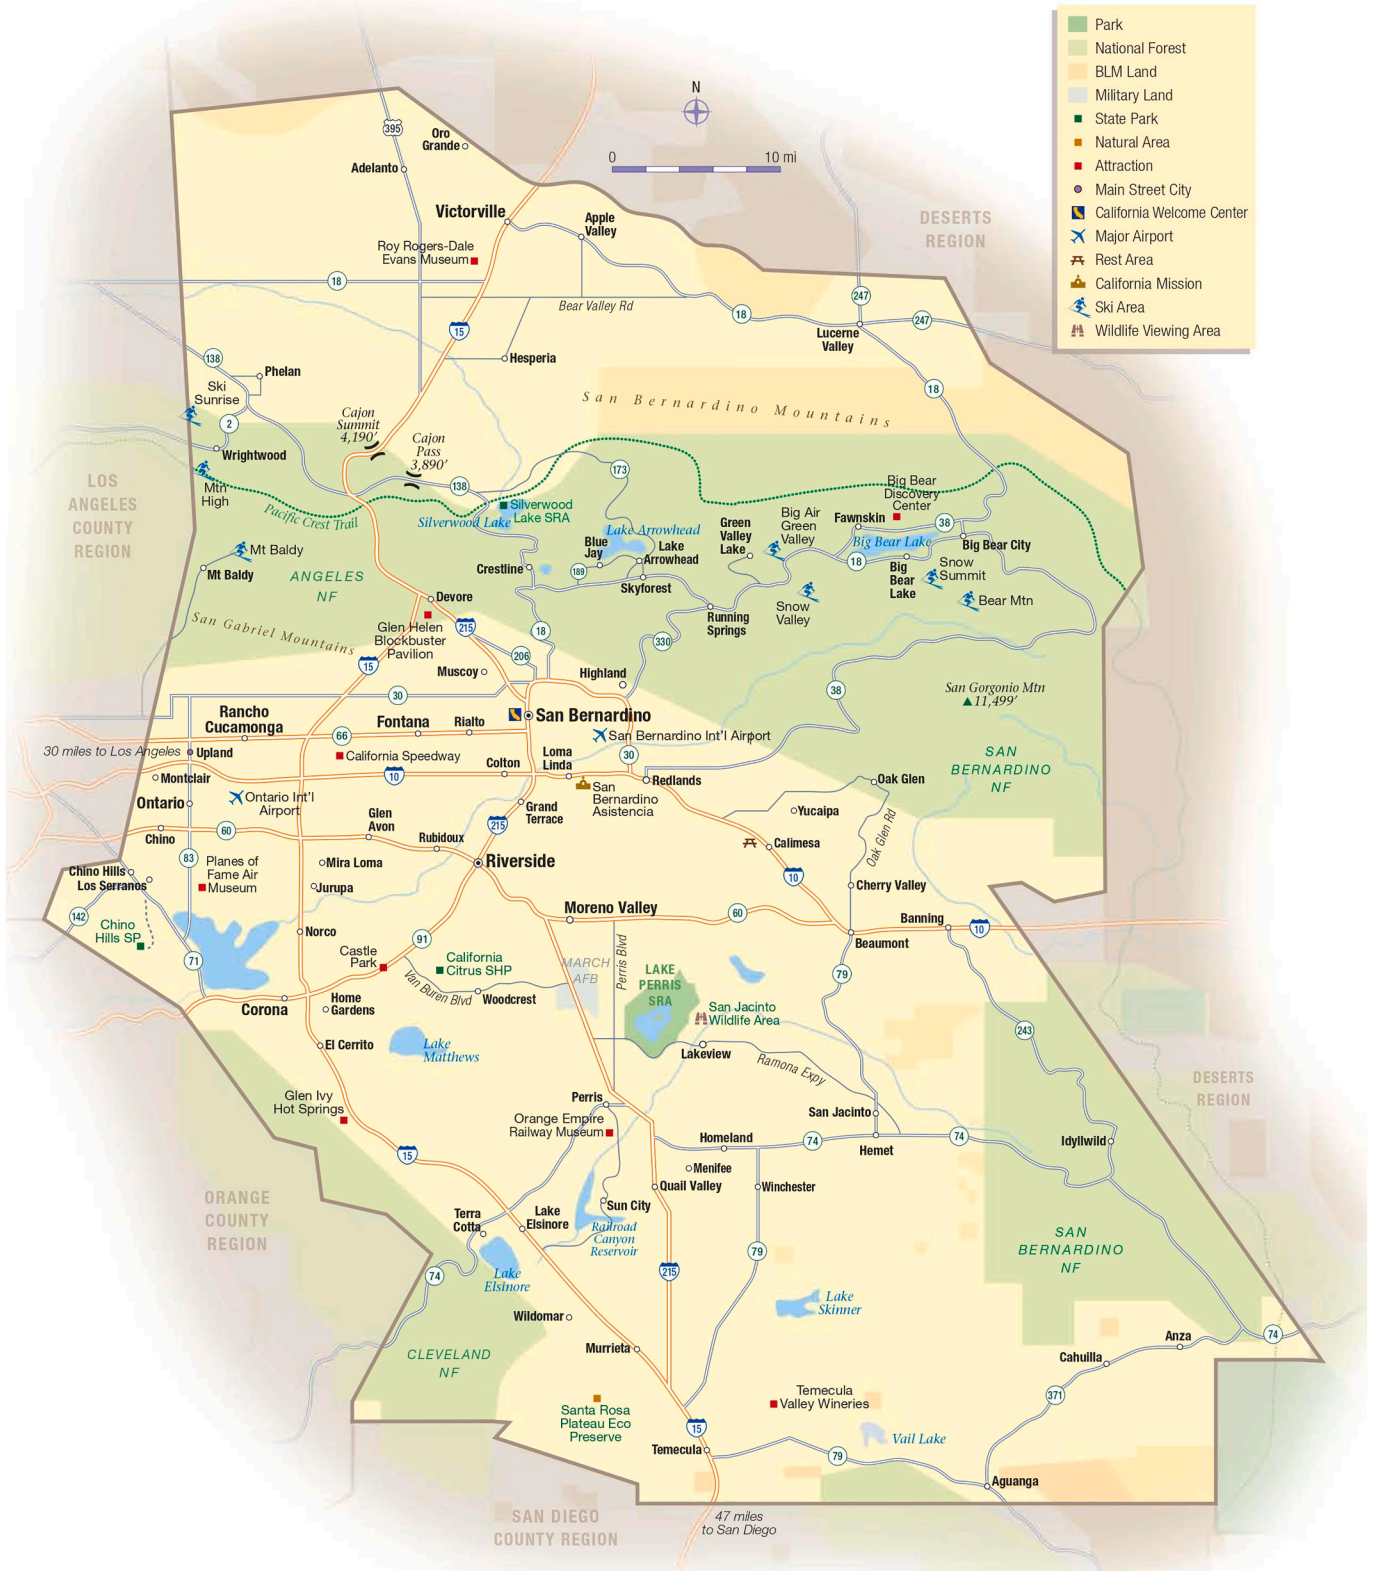 Park
National Forest
BLM Land
Military Land
State Park
Natural Area
Attraction
Main Street City
California Welcome Center
Major Airport
Rest Area
California Mission
Ski Area
Wildlife Viewing Area
N
0 10 mi
DESERTS
REGION
395
Oro
Grande
Adelanto
Victorville
Apple
Valley
Roy Rogers-Dale
Evans Museum
18
Bear Valley Rd
18
247
247
Lucerne
Valley
15
Hesperia
138
Phelan
Ski
Sunrise
2
18
San Bernardino Mountains
Cajon
Summit
4,190'
Cajon
Pass
3,890'
Wrightwood
Mtn
High
138
173
LOS
ANGELES
COUNTY
REGION
Pacific Crest Trail
Silverwood
Lake SRA
Silverwood Lake
Lake Arrowhead
Green
Valley
Lake
Big Air
Green
Valley
Big Bear
Discovery
Center
Fawnskin
38
Big Bear Lake
Big Bear City
Blue
Jay
Lake
Arrowhead
18
Big
Bear
Lake
Snow
Summit
Bear Mtn
Mt Baldy
Mt Baldy
ANGELES
NF
Crestline
189
Skyforest
Snow
Valley
Running
Springs
Devore
Glen Helen
Blockbuster
Pavilion
215
San Gabriel Mountains
15
18
206
330
Muscoy
Highland
38
San Gorgonio Mtn
11,499'
30
Rancho
Cucamonga
Fontana
Rialto
San Bernardino
66
San Bernardino Int'l Airport
30 miles to Los Angeles
Upland
California Speedway
Loma
Linda
30
SAN
BERNARDINO
NF
Montclair
10
Colton
Redlands
Oak Glen
Ontario
Ontario Int'l
Airport
San
Bernardino
Asistencia
Grand
Terrace
Glen
Avon
Yucaipa
60
215
Rubidoux
Chino
Calimesa
Oak Glen Rd
83
Planes of
Fame Air
Museum
Mira Loma
Riverside
Chino Hills
Los Serranos
Jurupa
10
Cherry Valley
142
Chino
Hills SP
Moreno Valley
60
Banning
10
Norco
91
Beaumont
71
Castle
Park
California
Citrus SHP
MARCH
AFB
Perris Blvd
LAKE
PERRIS
SRA
79
Van Buren Blvd
Woodcrest
Corona
Home
Gardens
San Jacinto
Wildlife Area
243
El Cerrito
Lake
Matthews
Lakeview
Ramona Expy
DESERTS
REGION
Glen Ivy
Hot Springs
Perris
San Jacinto
Orange Empire
Railway Museum
Homeland
74
74
Hemet
Idyllwild
15
Menifee
Quail Valley
Winchester
ORANGE
COUNTY
REGION
Sun City
Terra
Cotta
Lake
Elsinore
Railroad
Canyon
Reservoir
SAN
BERNARDINO
NF
79
74
Lake
Elsinore
215
Lake
Skinner
Wildomar
74
Anza
Murrieta
Cahuilla
CLEVELAND
NF
Temecula
Valley Wineries
371
Santa Rosa
Plateau Eco
Preserve
15
Vail Lake
Temecula
79
Aguanga
SAN DIEGO
COUNTY REGION
47 miles
to San Diego